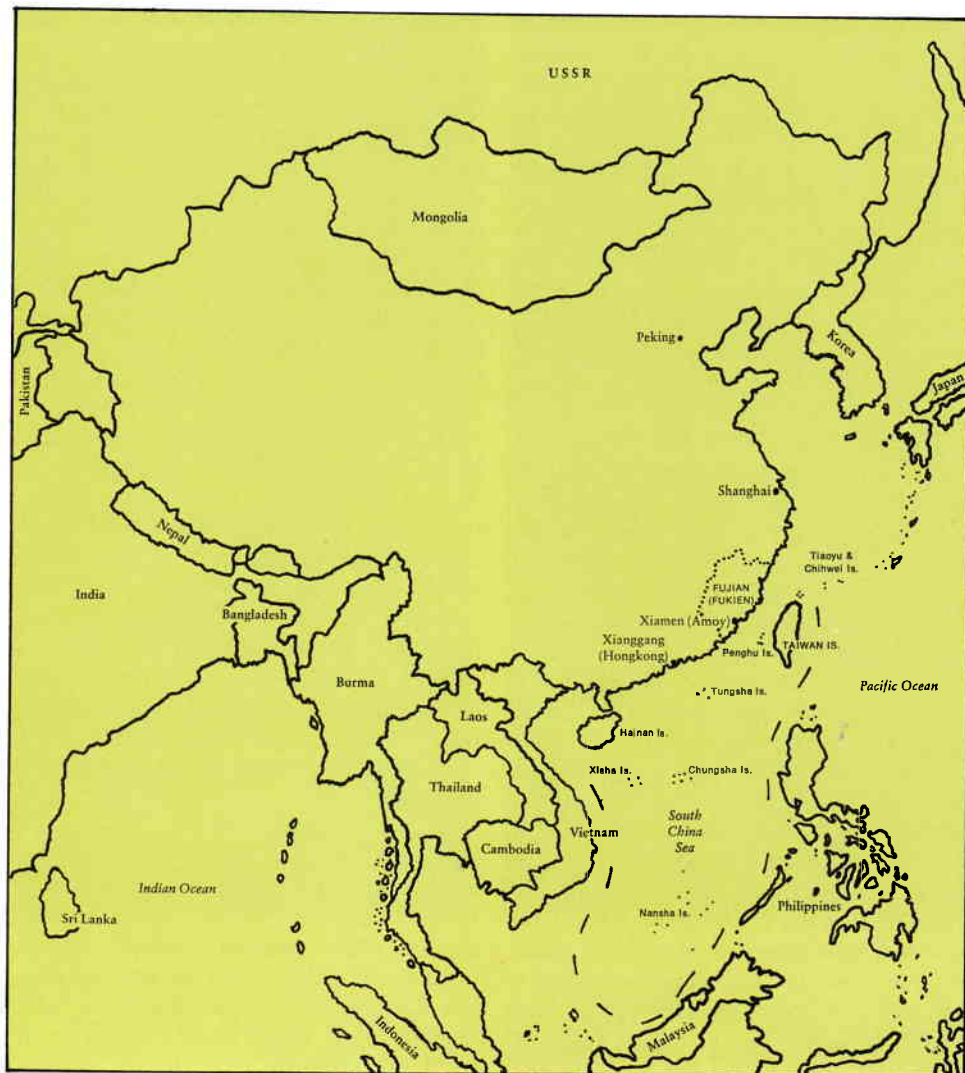 USSR
Mongolia
Peking
Korea
Japan
Pakistan
Shanghai
Nepal
Tiaoyu &
Chihwei Is.
India
FUJIAN
(FUKIEN)
Bangladesh
Xiamen (Amoy)
Xianggang
(Hongkong)
Penghu Is.
TAIWAN IS.
Burma
Pacific Ocean
Laos
Tungsha Is.
Hainan Is.
Xisha Is.
Chungsha Is.
Thailand
South
China
Sea
Vietnam
Cambodia
Indian Ocean
Sri Lanka
Nansha Is.
Philippines
Malaysia
Indonesia